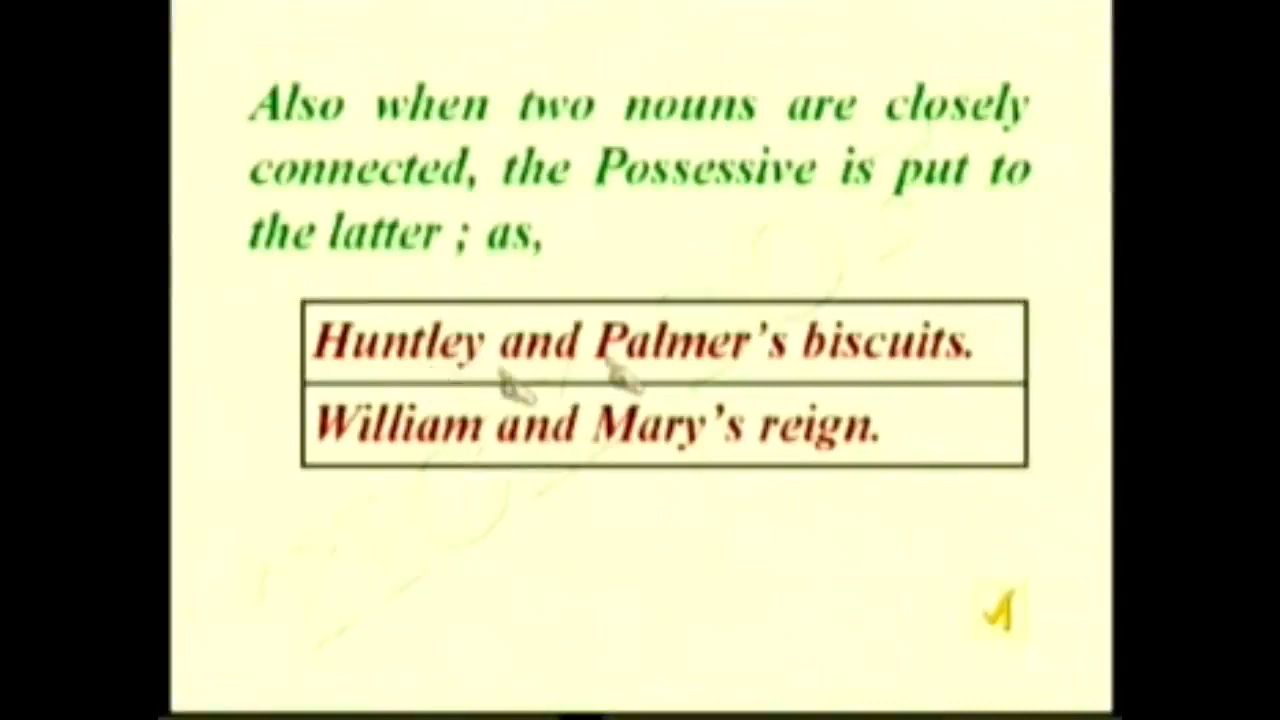 Also when two nouns are closely
connected, the Possessive is put to
the latter ; as,
Huntley and Palmer’s biscuits.
William and Mary’s reign.